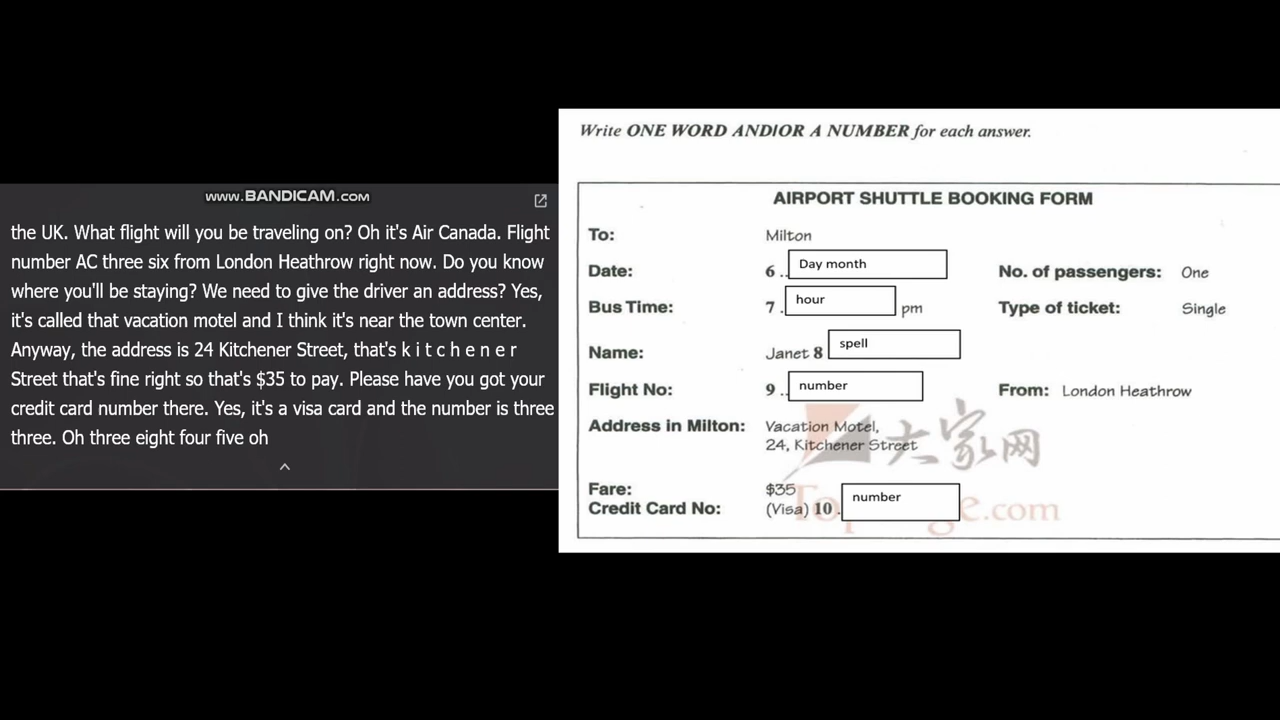 www.BANDICAM.com
the UK. What flight will you be traveling on? Oh it's Air Canada. Flight
number AC three six from London Heathrow right now. Do you know
where you'll be staying? We need to give the driver an address? Yes,
it's called that vacation motel and I think it's near the town center.
Anyway, the address is 24 Kitchener Street, that's k i t c h e n e r
Street that's fine right so that's $35 to pay. Please have you got your
credit card number there. Yes, it's a visa card and the number is three
three. Oh three eight four five oh
Write ONE WORD AND/OR A NUMBER for each answer.
AIRPORT SHUTTLE BOOKING FORM
To: Milton
Date: 6 .. Day month No. of passengers: One
Bus Time: 7 . hour pm Type of ticket: Single
Name: Janet 8 spell
Flight No: 9 .. number From: London Heathrow
Address in Milton: Vacation Motel,
24, Kitchener Street
大家网
Fare: $35
Credit Card No: (Visa) 10 . number
.com